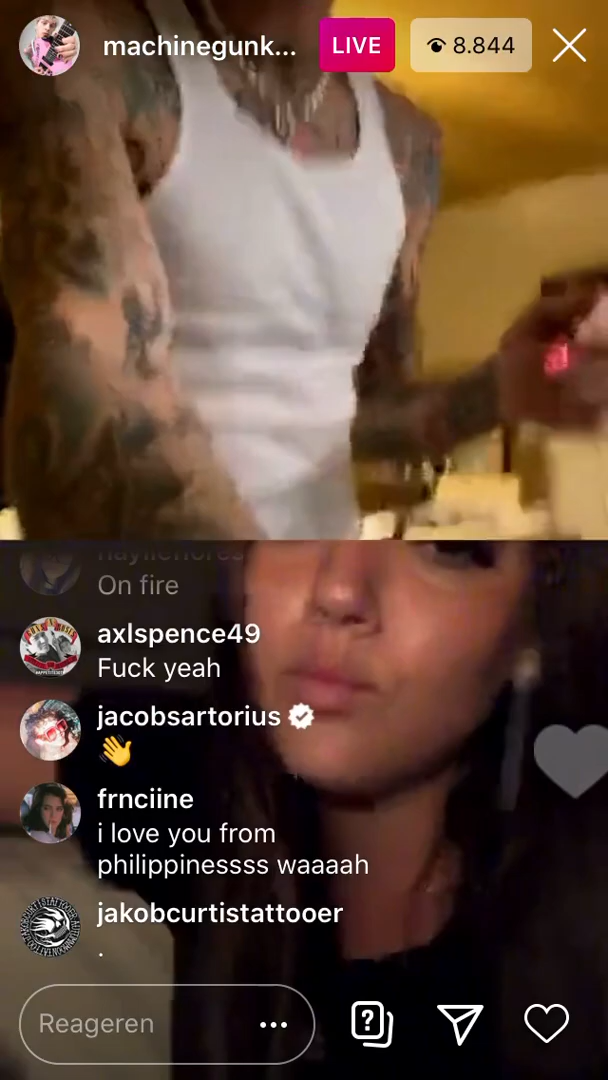 machinegunk...
LIVE
8.844
On fire
axlspence49
Fuck yeah
jacobsartorius
👋
frnciine
i love you from
philippinessss waaaah
jakobcurtistattooer
.
Reageren